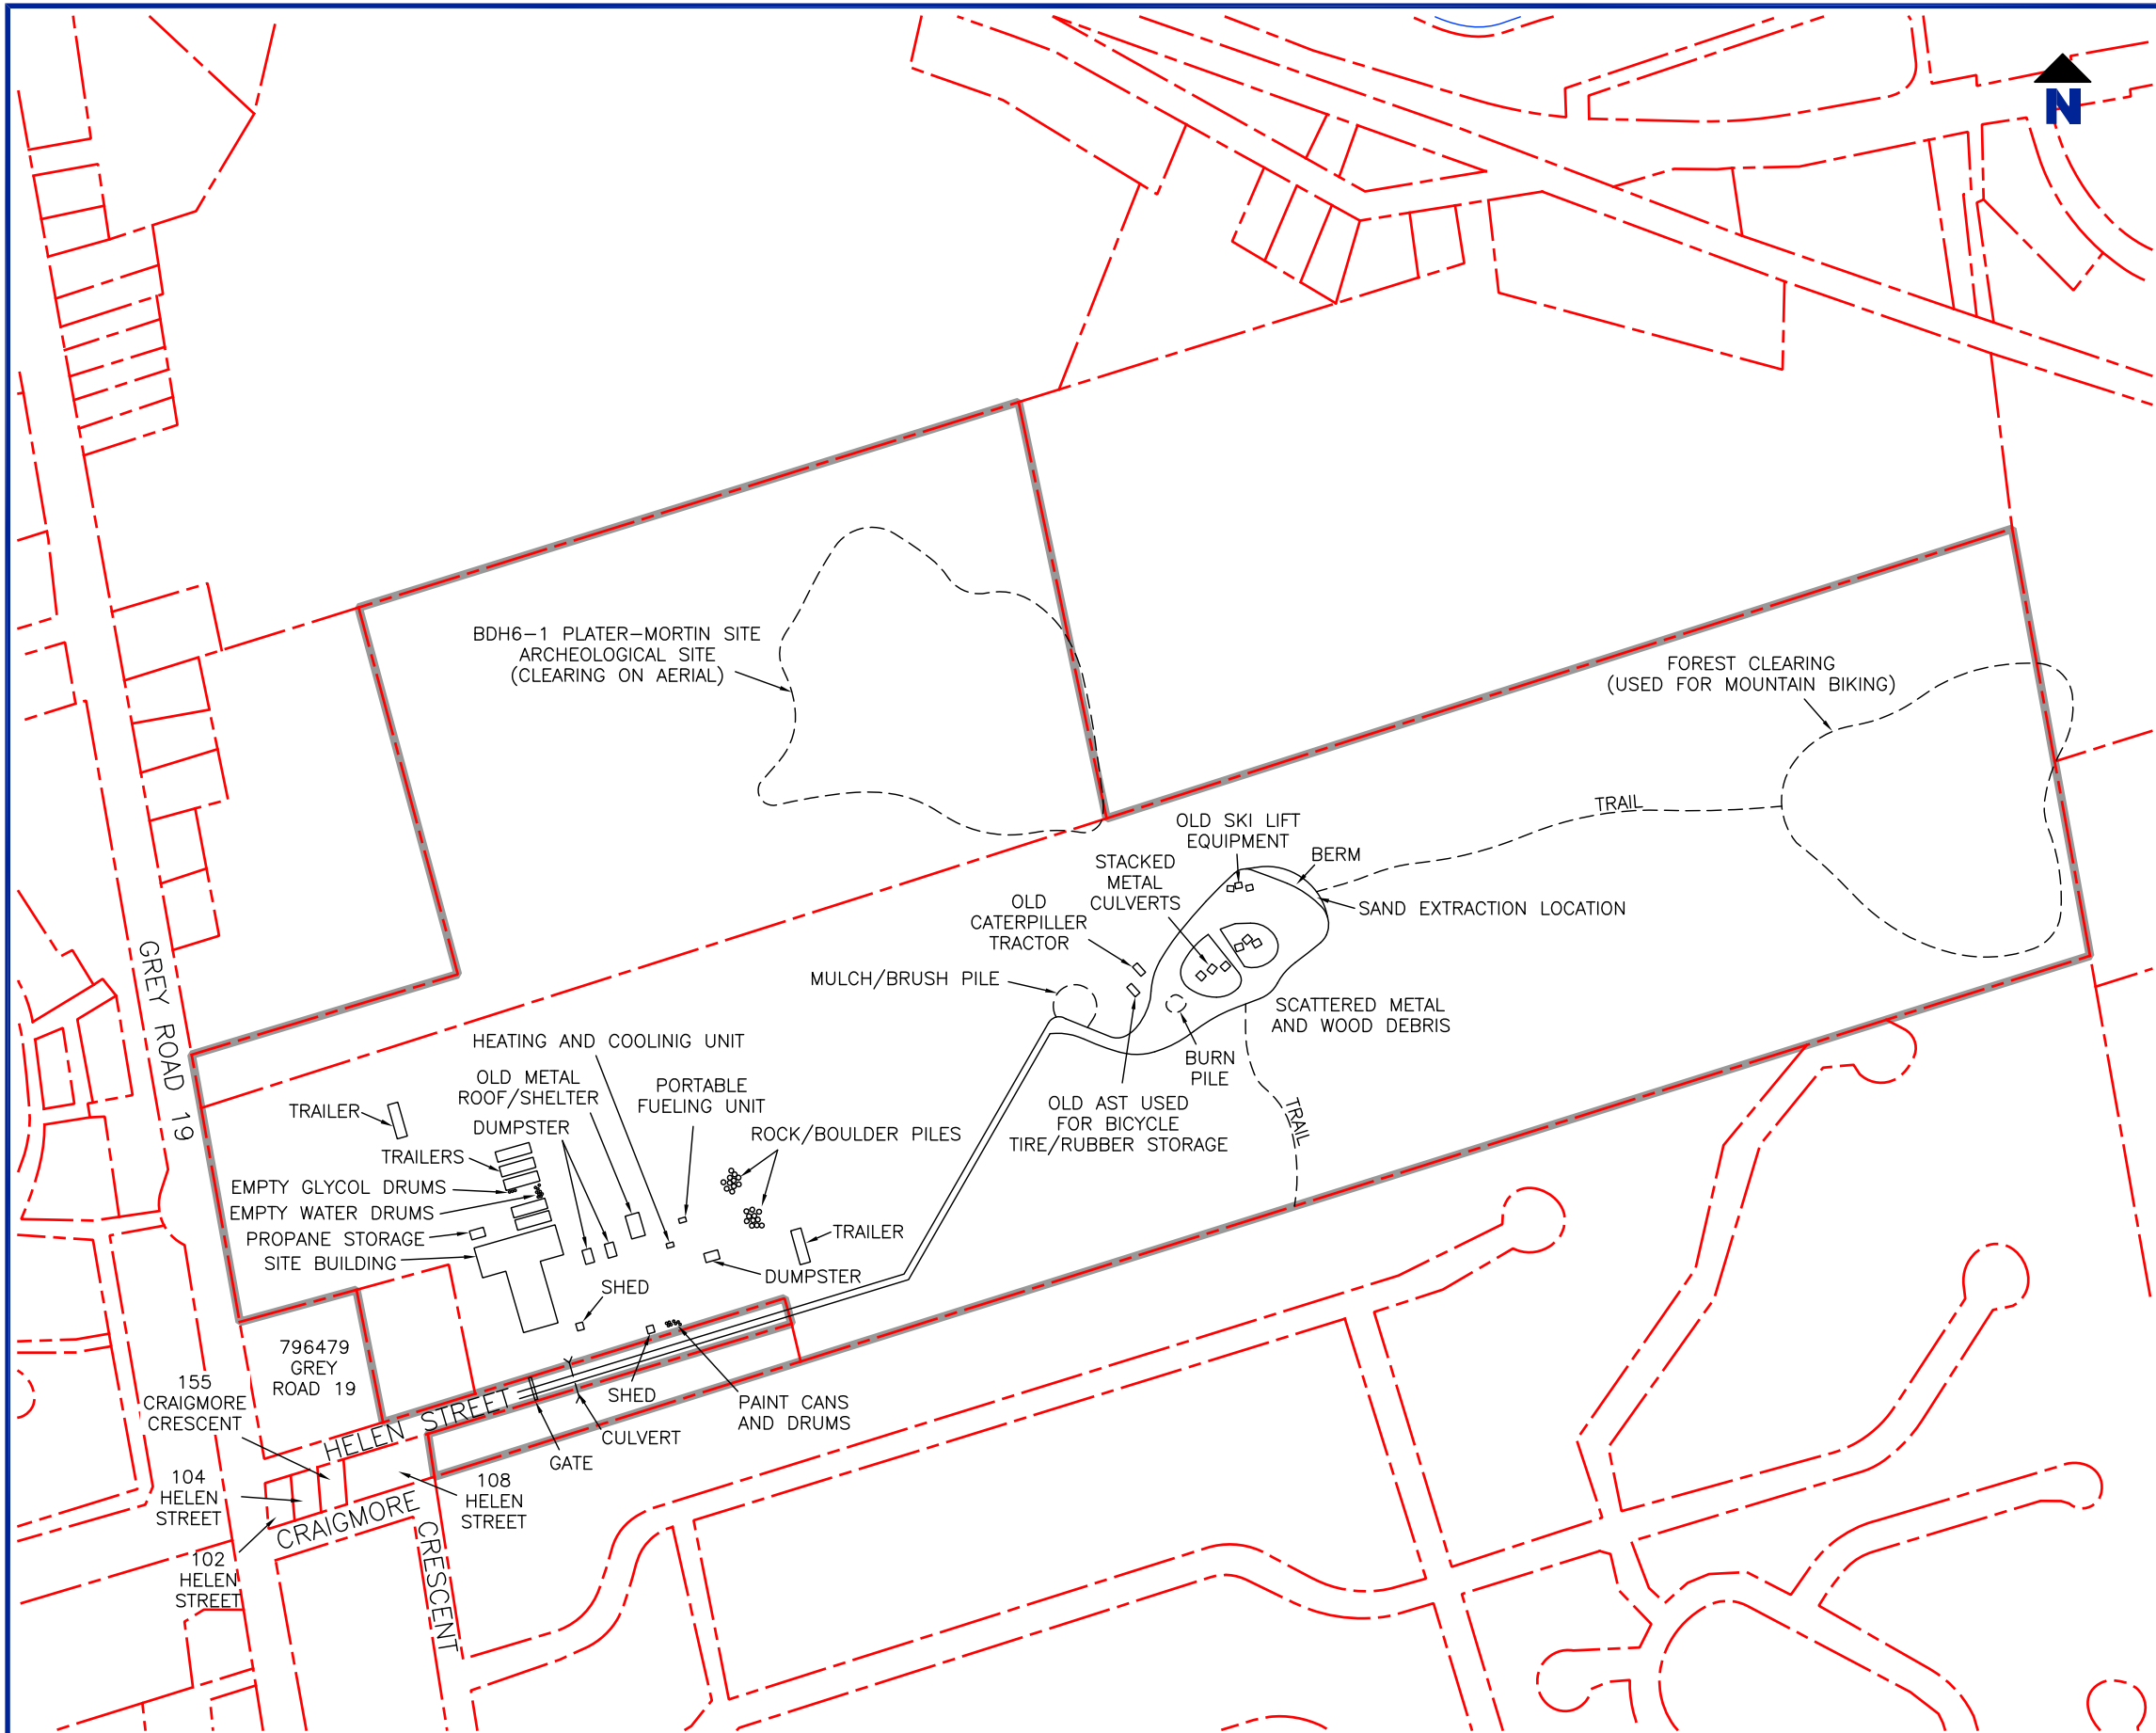 N
BDH6-1 PLATER-MORTIN SITE
ARCHEOLOGICAL SITE
(CLEARING ON AERIAL)
FOREST CLEARING
(USED FOR MOUNTAIN BIKING)
TRAIL
OLD SKI LIFT
EQUIPMENT
BERM
STACKED
METAL
CULVERTS
SAND EXTRACTION LOCATION
OLD
CATERPILLER
TRACTOR
MULCH/BRUSH PILE
SCATTERED METAL
AND WOOD DEBRIS
BURN
PILE
OLD AST USED
FOR BICYCLE
TIRE/RUBBER STORAGE
TRAIL
GREY ROAD 19
HEATING AND COOLINIG UNIT
OLD METAL
ROOF/SHELTER
PORTABLE
FUELING UNIT
TRAILER
DUMPSTER
ROCK/BOULDER PILES
TRAILERS
EMPTY GLYCOL DRUMS
EMPTY WATER DRUMS
PROPANE STORAGE
SITE BUILDING
TRAILER
DUMPSTER
SHED
796479
GREY
ROAD 19
155
CRAIGMORE
CRESCENT
HELEN STREET
SHED
PAINT CANS
AND DRUMS
CULVERT
GATE
104
HELEN
STREET
108
HELEN
STREET
CRAIGMORE
CRESCENT
102
HELEN
STREET